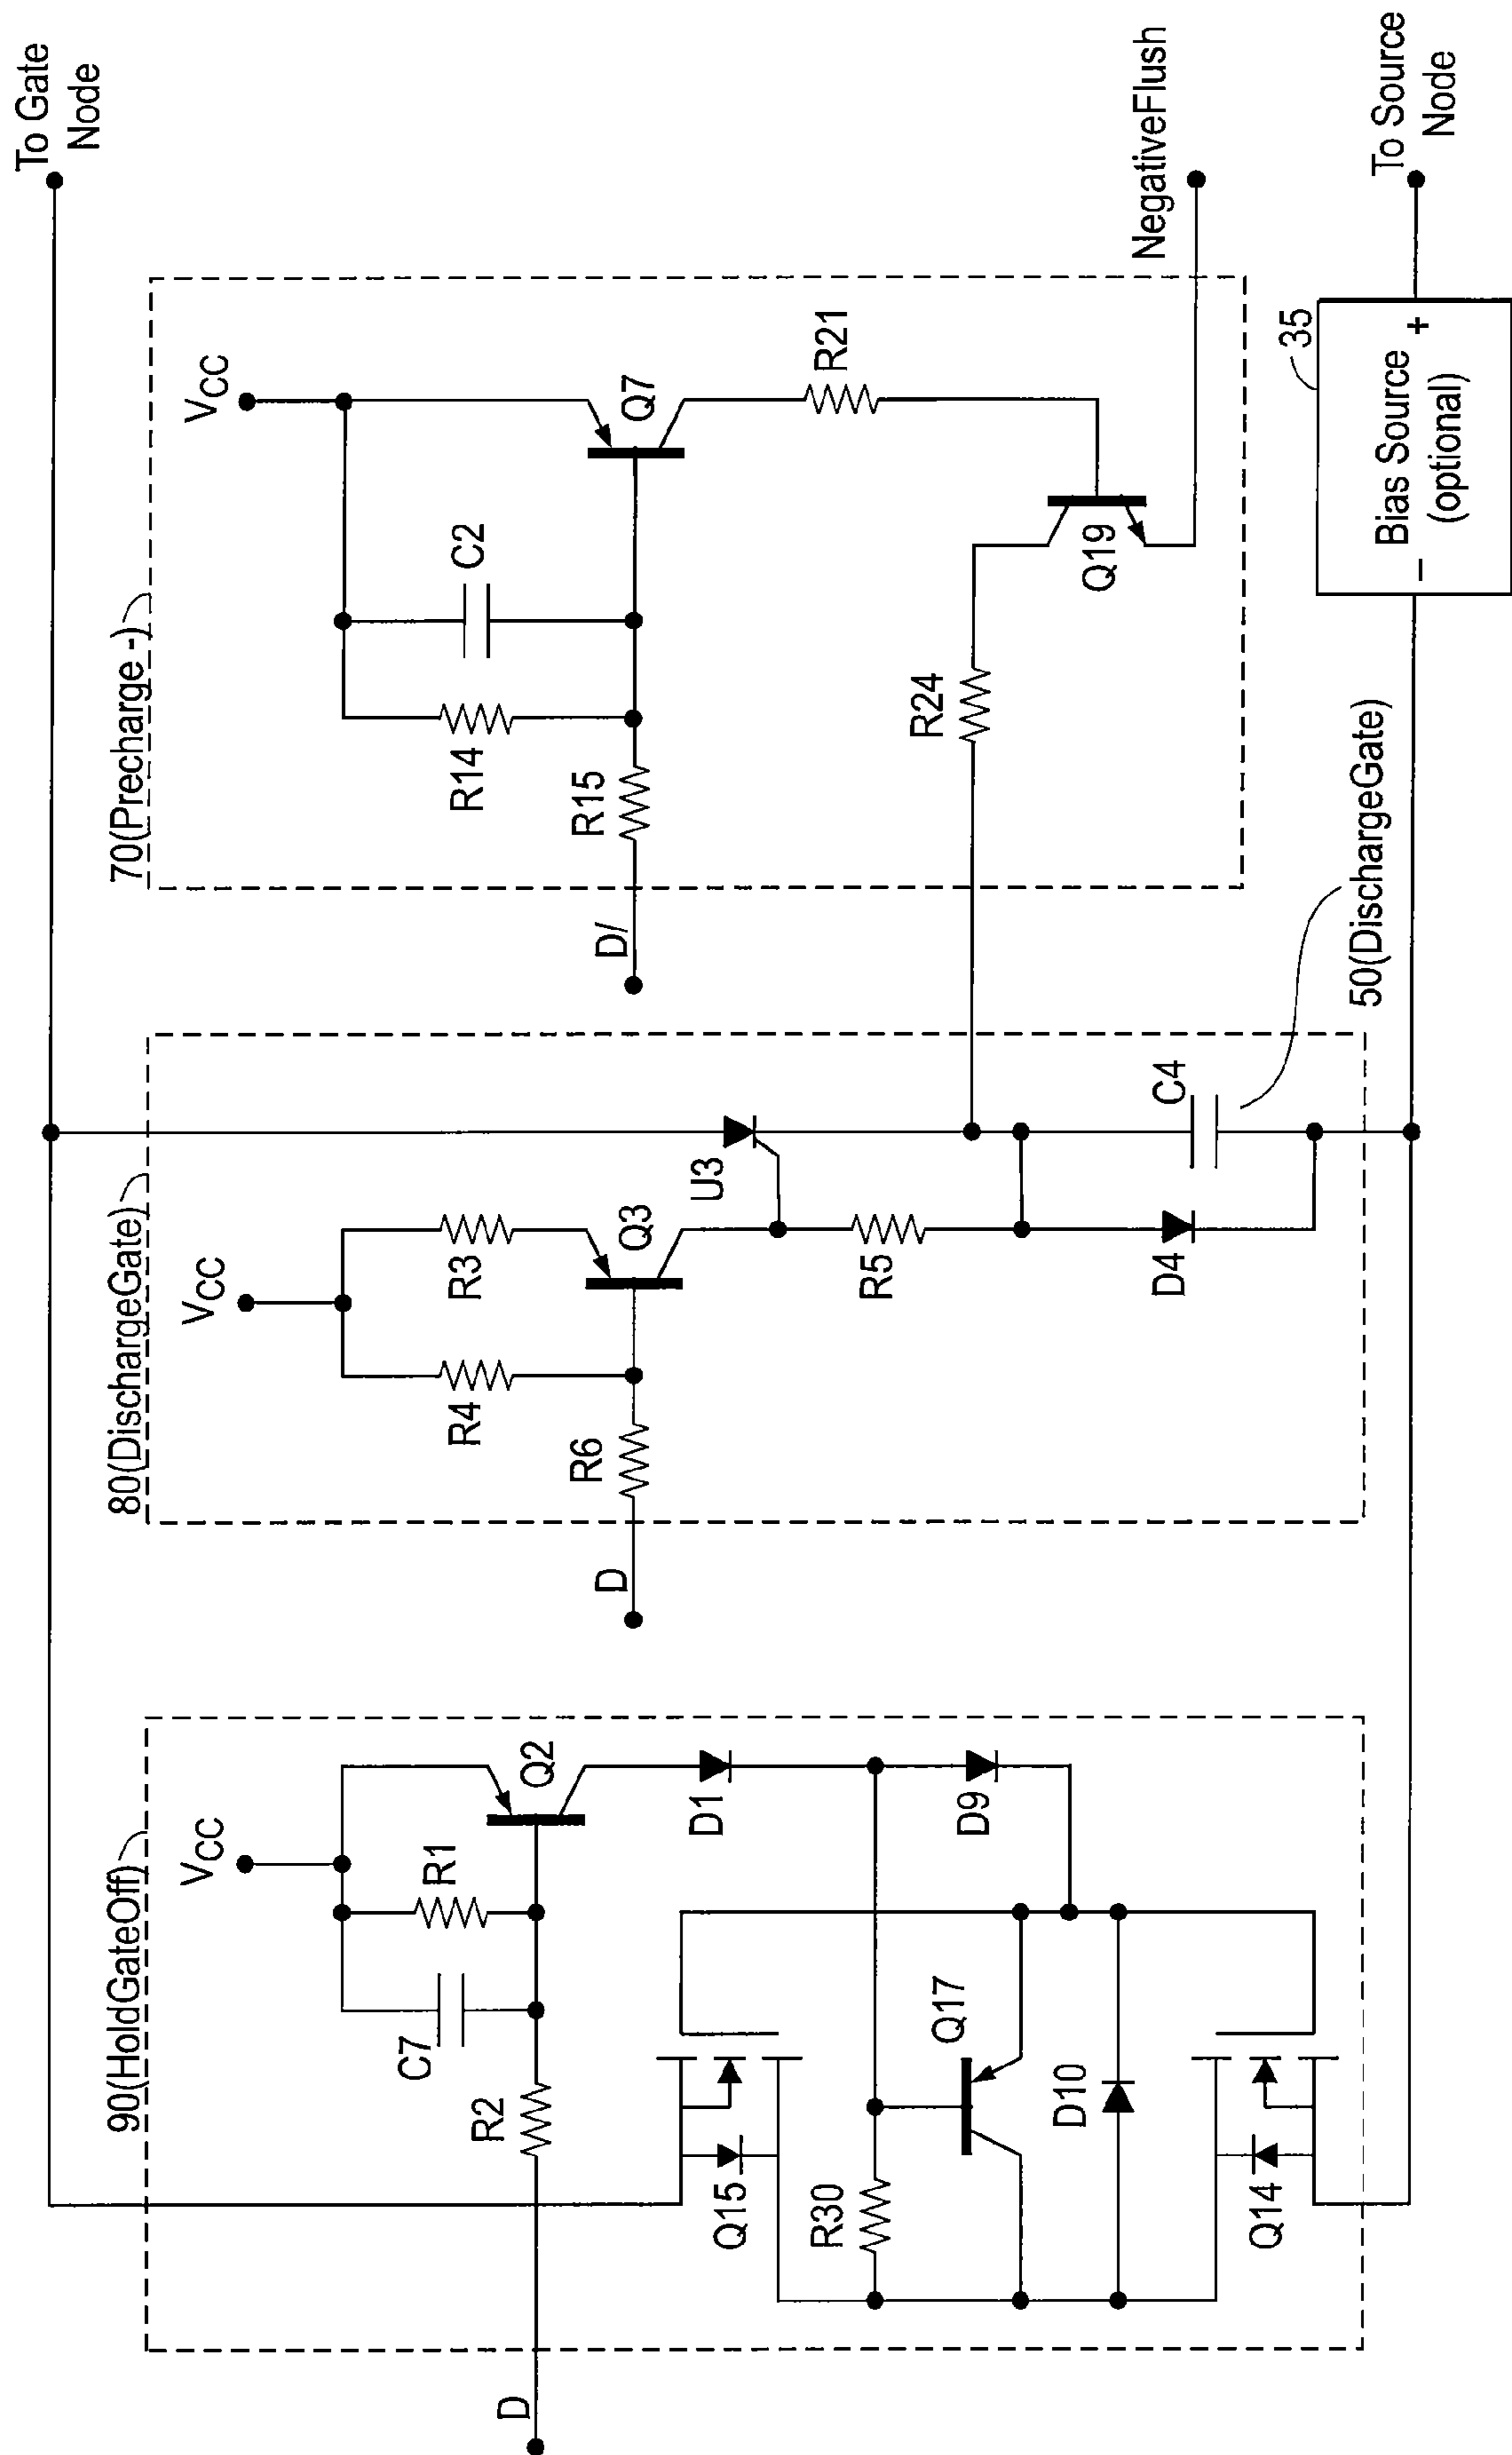 To Gate
Node
70(Precharge -)
VCC
C2
R14
R15
D/
Q7
R21
Q19
R24
NegativeFlush
To Source
Node
35
Bias Source
(optional)
–
+
50(DischargeGate)
80(DischargeGate)
VCC
R3
R4
R6
D
Q3
U3
R5
D4
C4
90(HoldGateOff)
VCC
R1
C7
R2
D
Q2
D1
D9
Q15
R30
Q17
D10
Q14